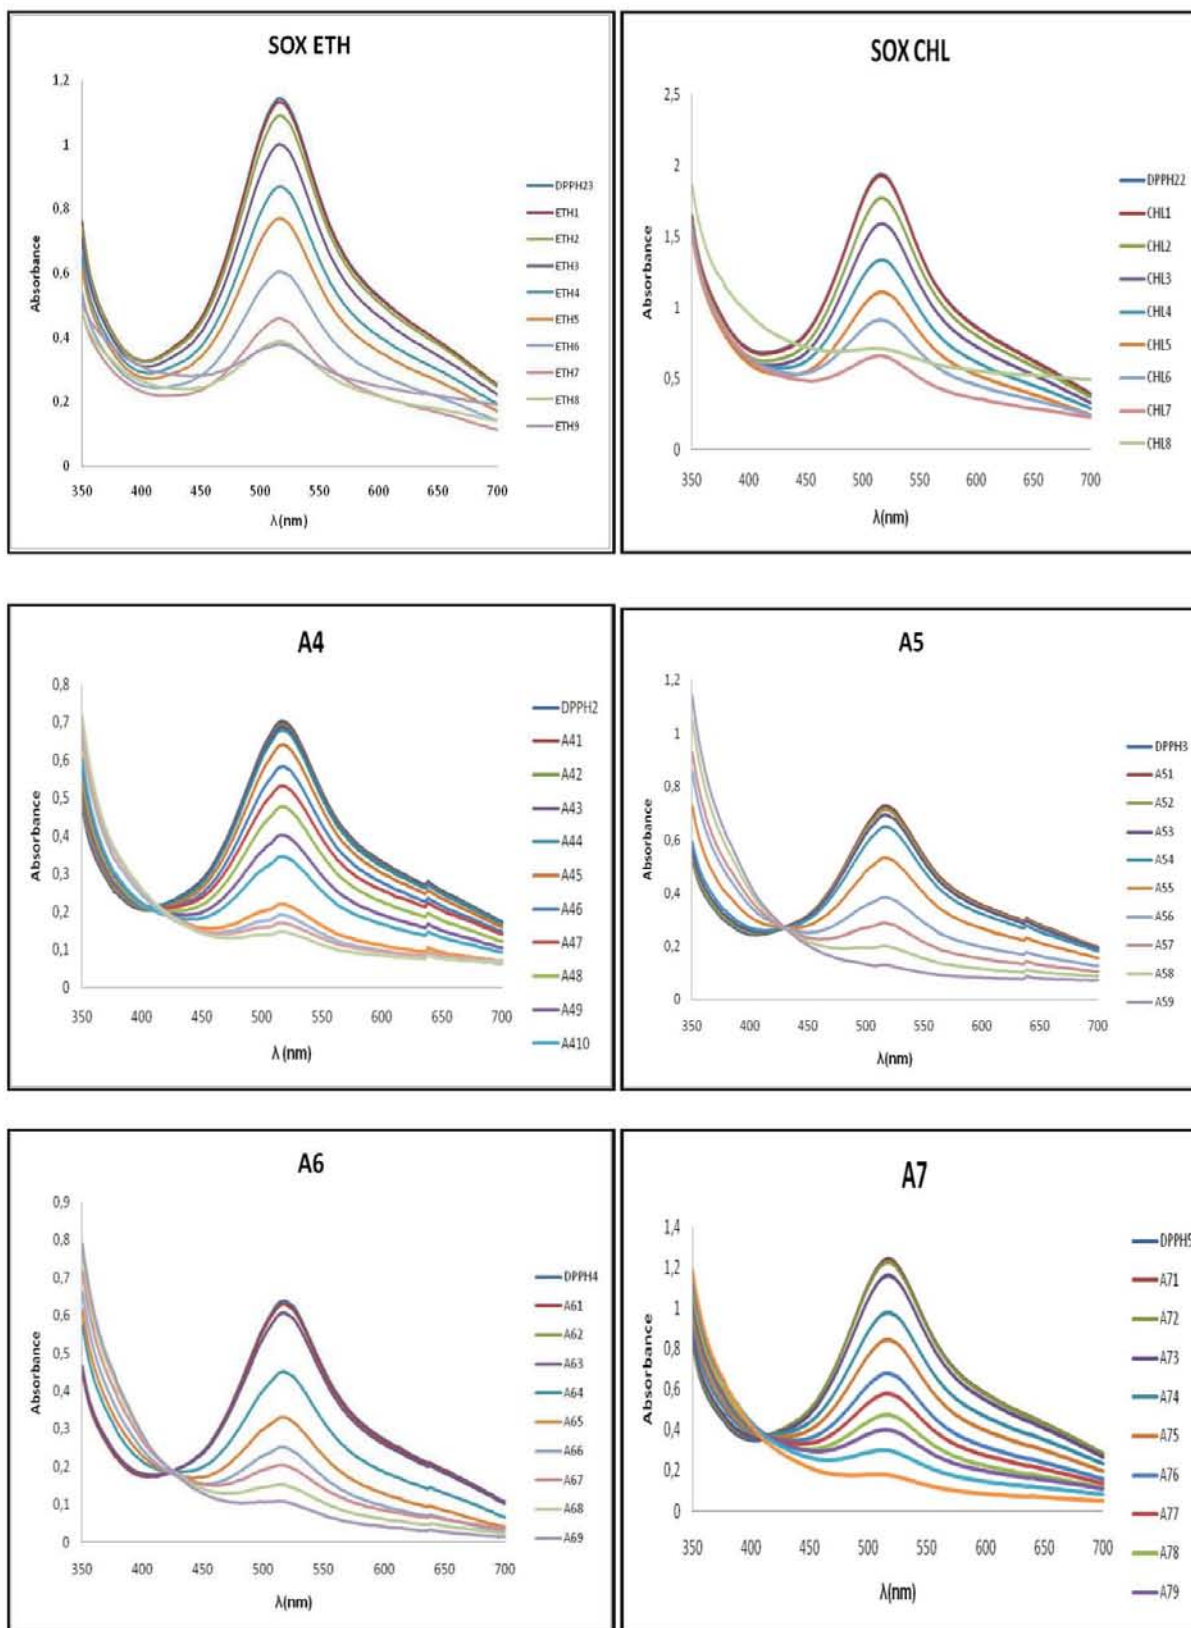 SOX ETH
1,2
1
0,8
0,6
0,4
0,2
0
Absorbance
350 400 450 500 550 600 650 700
λ(nm)
DPPH23
ETH1
ETH2
ETH3
ETH4
ETH5
ETH6
ETH7
ETH8
ETH9
SOX CHL
2,5
2
1,5
1
0,5
0
Absorbance
350 400 450 500 550 600 650 700
λ(nm)
DPPH22
CHL1
CHL2
CHL3
CHL4
CHL5
CHL6
CHL7
CHL8
A4
0,8
0,7
0,6
0,5
0,4
0,3
0,2
0,1
0
Absorbance
350 400 450 500 550 600 650 700
λ (nm)
DPPH2
A41
A42
A43
A44
A45
A46
A47
A48
A49
A410
A5
1,2
1
0,8
0,6
0,4
0,2
0
Absorbance
350 400 450 500 550 600 650 700
λ(nm)
DPPH3
A51
A52
A53
A54
A55
A56
A57
A58
A59
A6
0,9
0,8
0,7
0,6
0,5
0,4
0,3
0,2
0,1
0
Absorbance
350 400 450 500 550 600 650 700
λ(nm)
DPPH4
A61
A62
A63
A64
A65
A66
A67
A68
A69
A7
1,4
1,2
1
0,8
0,6
0,4
0,2
0
Absorbance
350 400 450 500 550 600 650 700
λ(nm)
DPPH5
A71
A72
A73
A74
A75
A76
A77
A78
A79